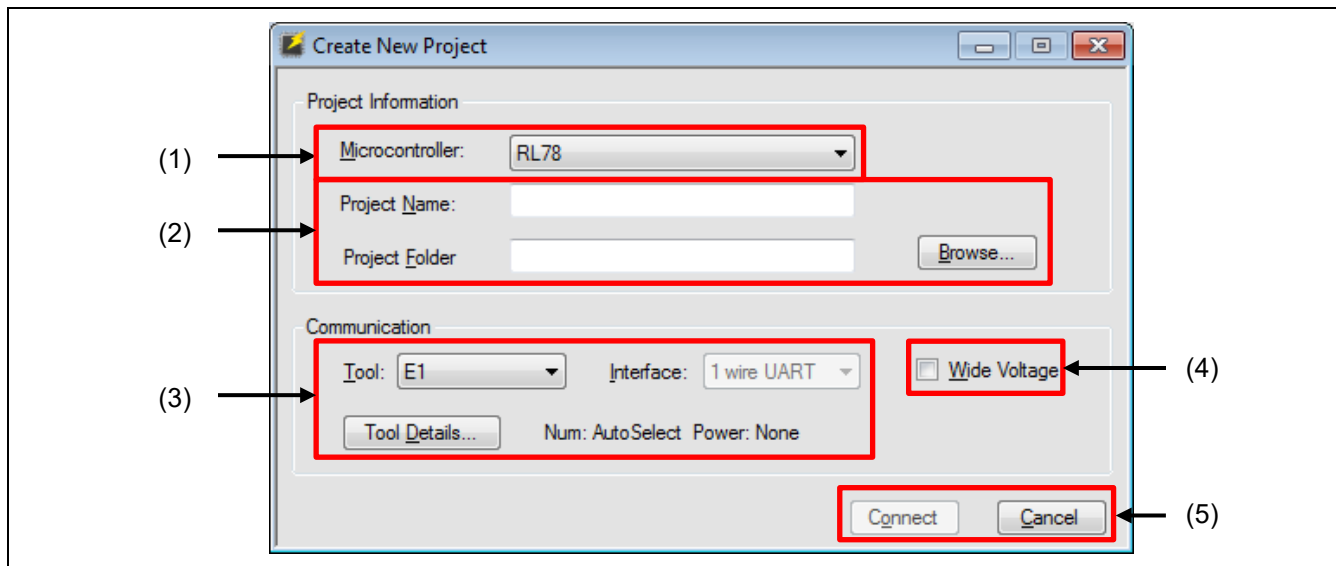 Create New Project
Project Information
(1) Microcontroller: RL78
(2) Project Name:
Project Folder Browse...
Communication
(3) Tool: E1 Interface: 1 wire UART Wide Voltage (4)
Tool Details... Num: AutoSelect Power: None
Connect Cancel (5)